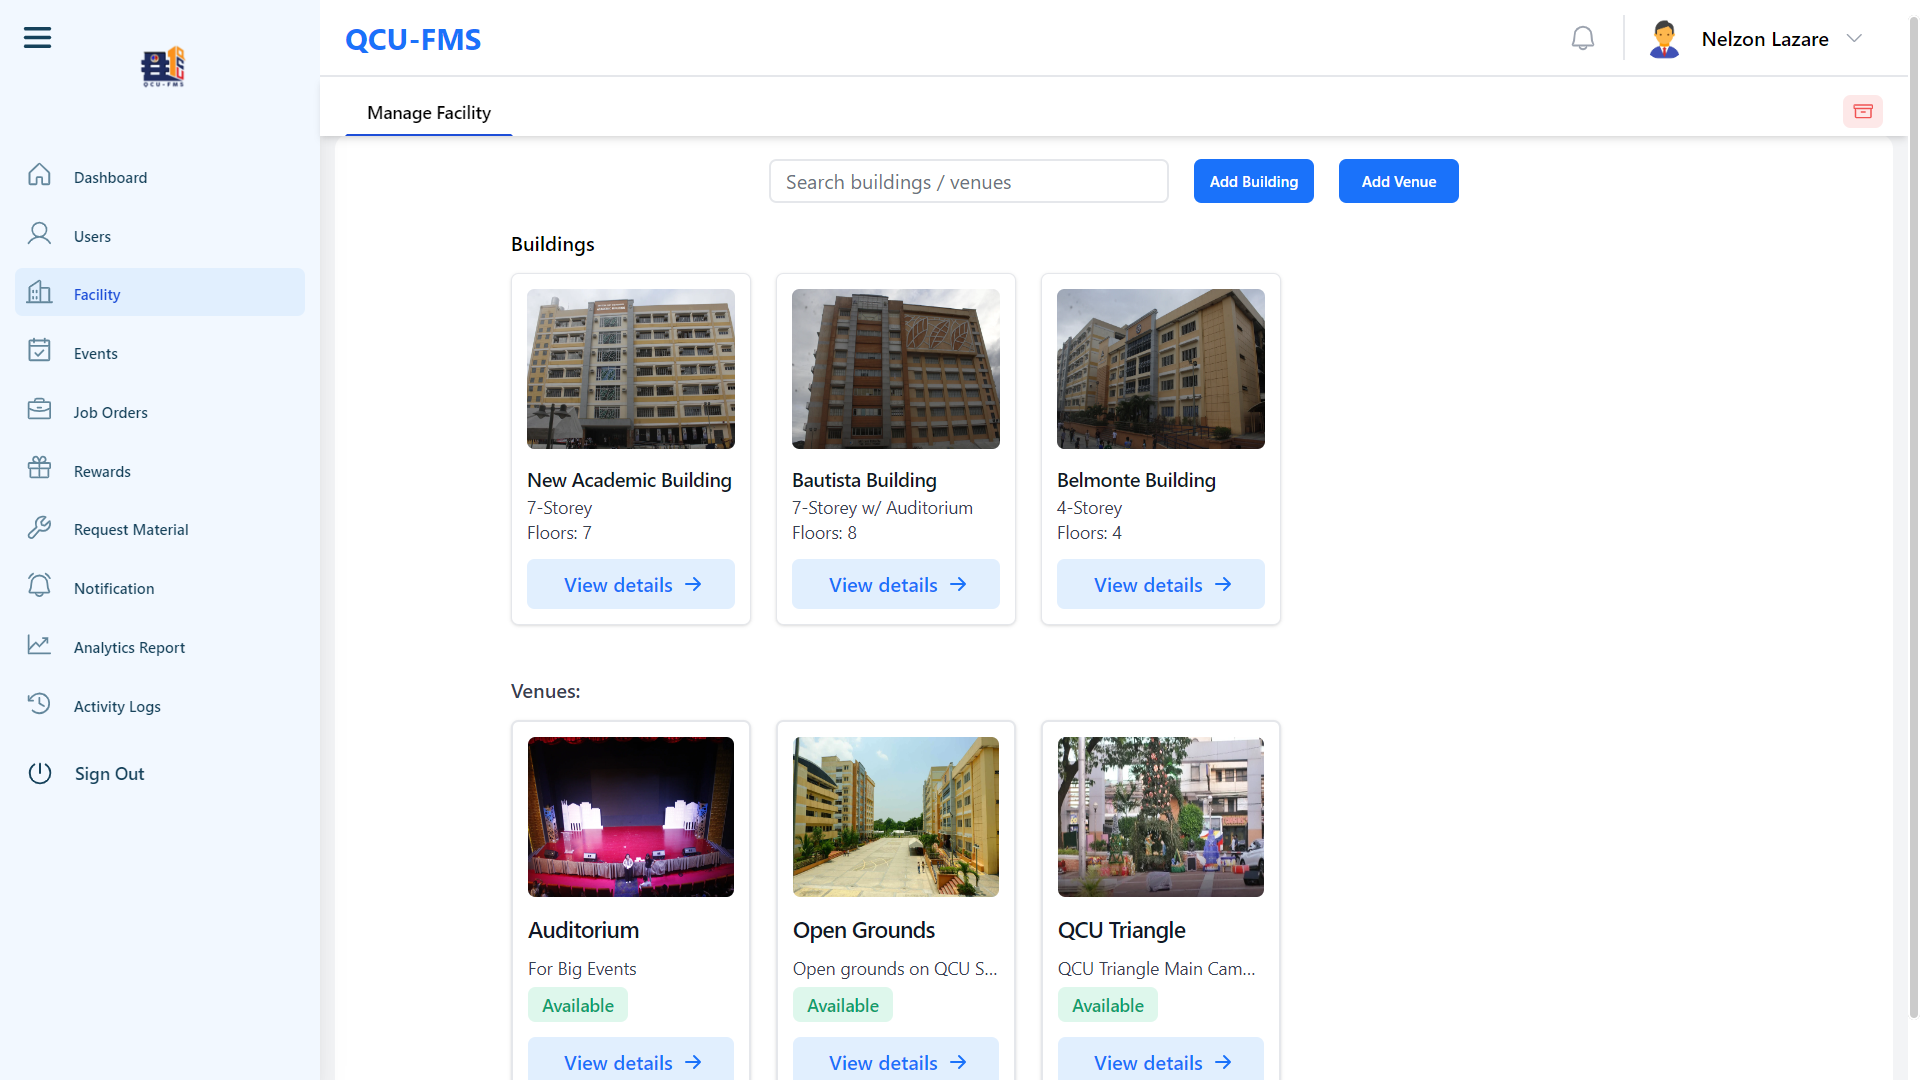 QCU-FMS
QCU-FMS
Nelzon Lazare
Manage Facility
Dashboard
Users
Facility
Events
Job Orders
Rewards
Request Material
Notification
Analytics Report
Activity Logs
Sign Out
Search buildings / venues
Add Building
Add Venue
Buildings
New Academic Building
7-Storey
Floors: 7
View details
Bautista Building
7-Storey w/ Auditorium
Floors: 8
View details
Belmonte Building
4-Storey
Floors: 4
View details
Venues:
Auditorium
For Big Events
Available
View details
Open Grounds
Open grounds on QCU S...
Available
View details
QCU Triangle
QCU Triangle Main Cam...
Available
View details